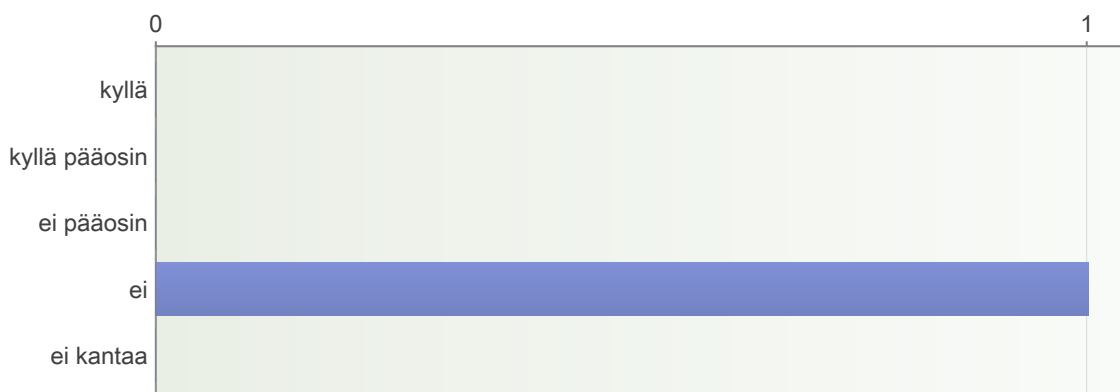 0 1
kyllä
kyllä pääosin
ei pääosin
ei
ei kantaa